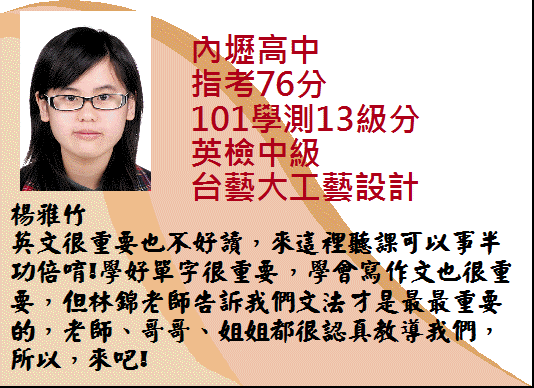 內壢高中
指考76分
101學測13級分
英檢中級
台藝大工藝設計
楊雅竹
英文很重要也不好讀，來這裡聽課可以事半
功倍唷!學好單字很重要，學會寫作文也很重
要，但林錦老師告訴我們文法才是最最重要
的，老師、哥哥、姐姐都很認真教導我們，
所以，來吧!